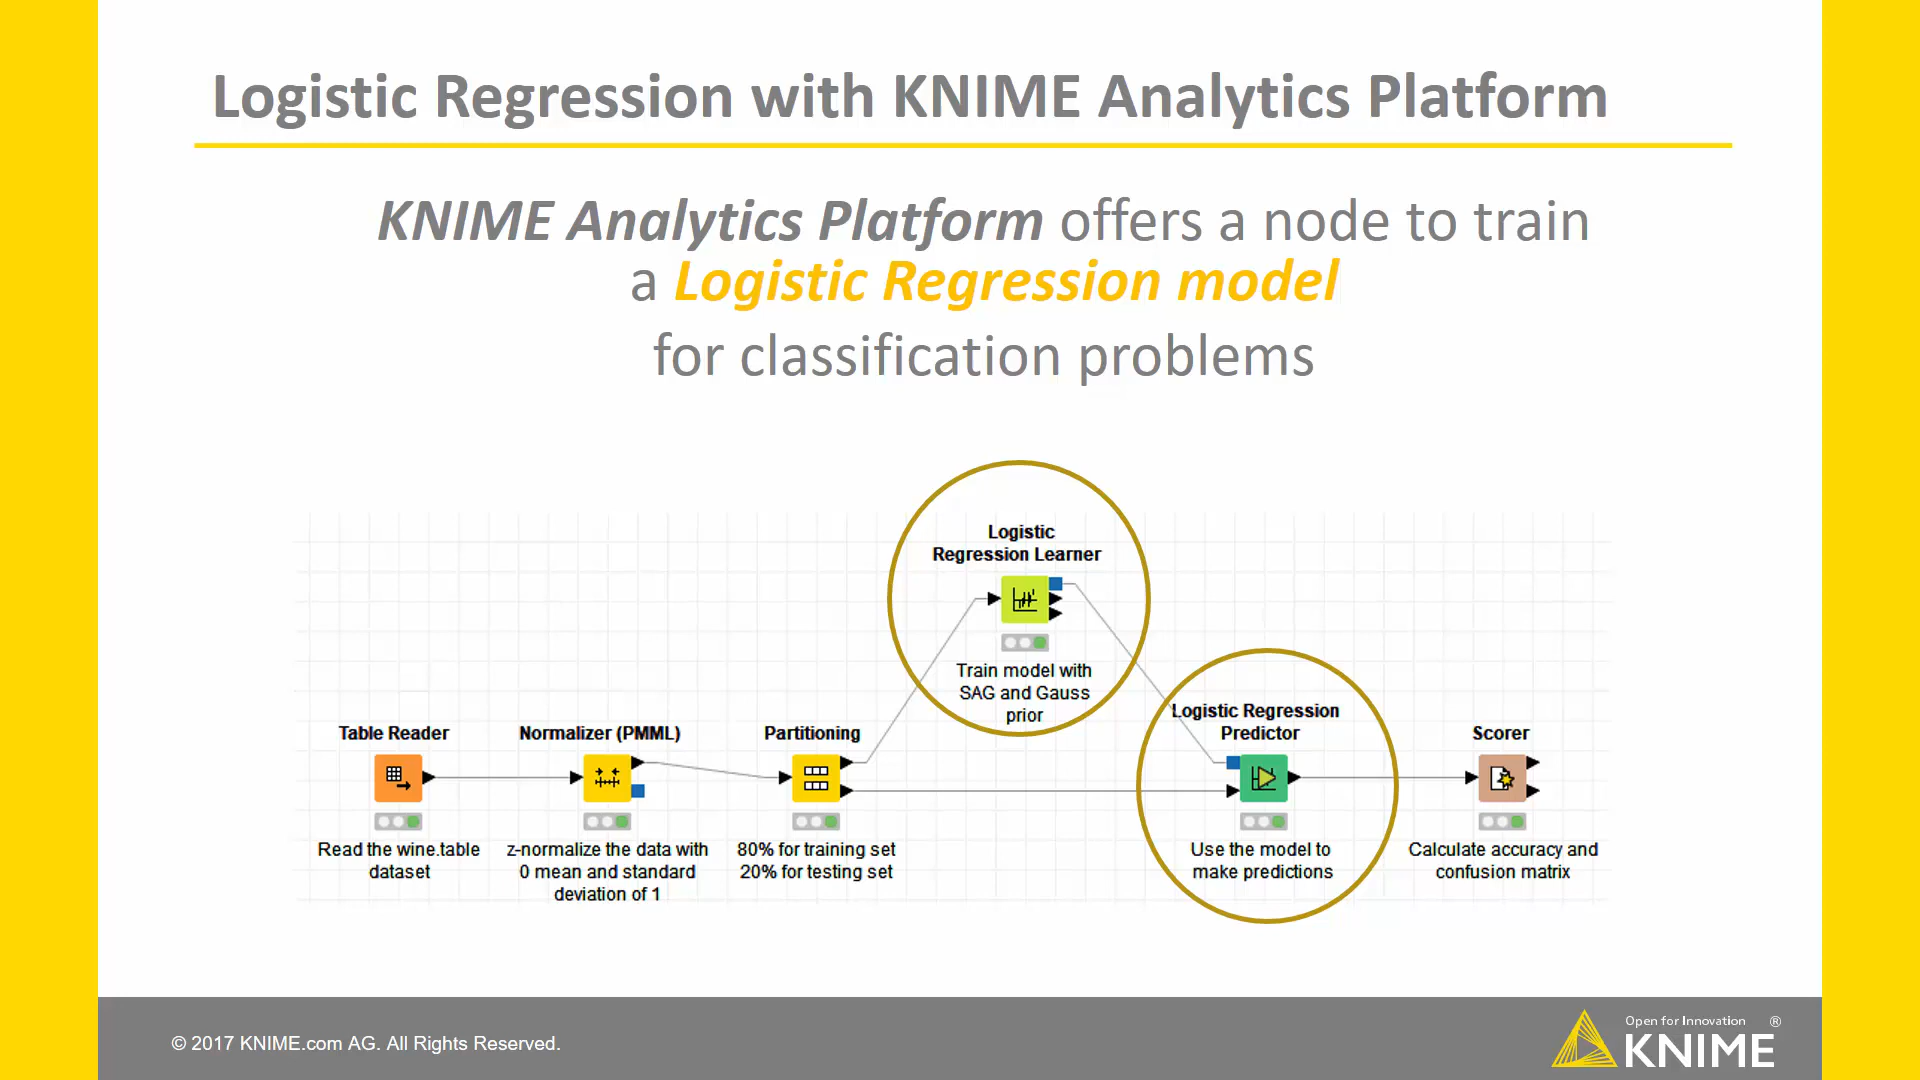 Logistic Regression with KNIME Analytics Platform
KNIME Analytics Platform offers a node to train
a Logistic Regression model
for classification problems
Logistic
Regression Learner
Train model with
SAG and Gauss
prior
Table Reader
Read the wine.table
dataset
Normalizer (PMML)
z-normalize the data with
0 mean and standard
deviation of 1
Partitioning
80% for training set
20% for testing set
Logistic Regression
Predictor
Use the model to
make predictions
Scorer
Calculate accuracy and
confusion matrix
© 2017 KNIME.com AG. All Rights Reserved.
Open for Innovation ®
KNIME